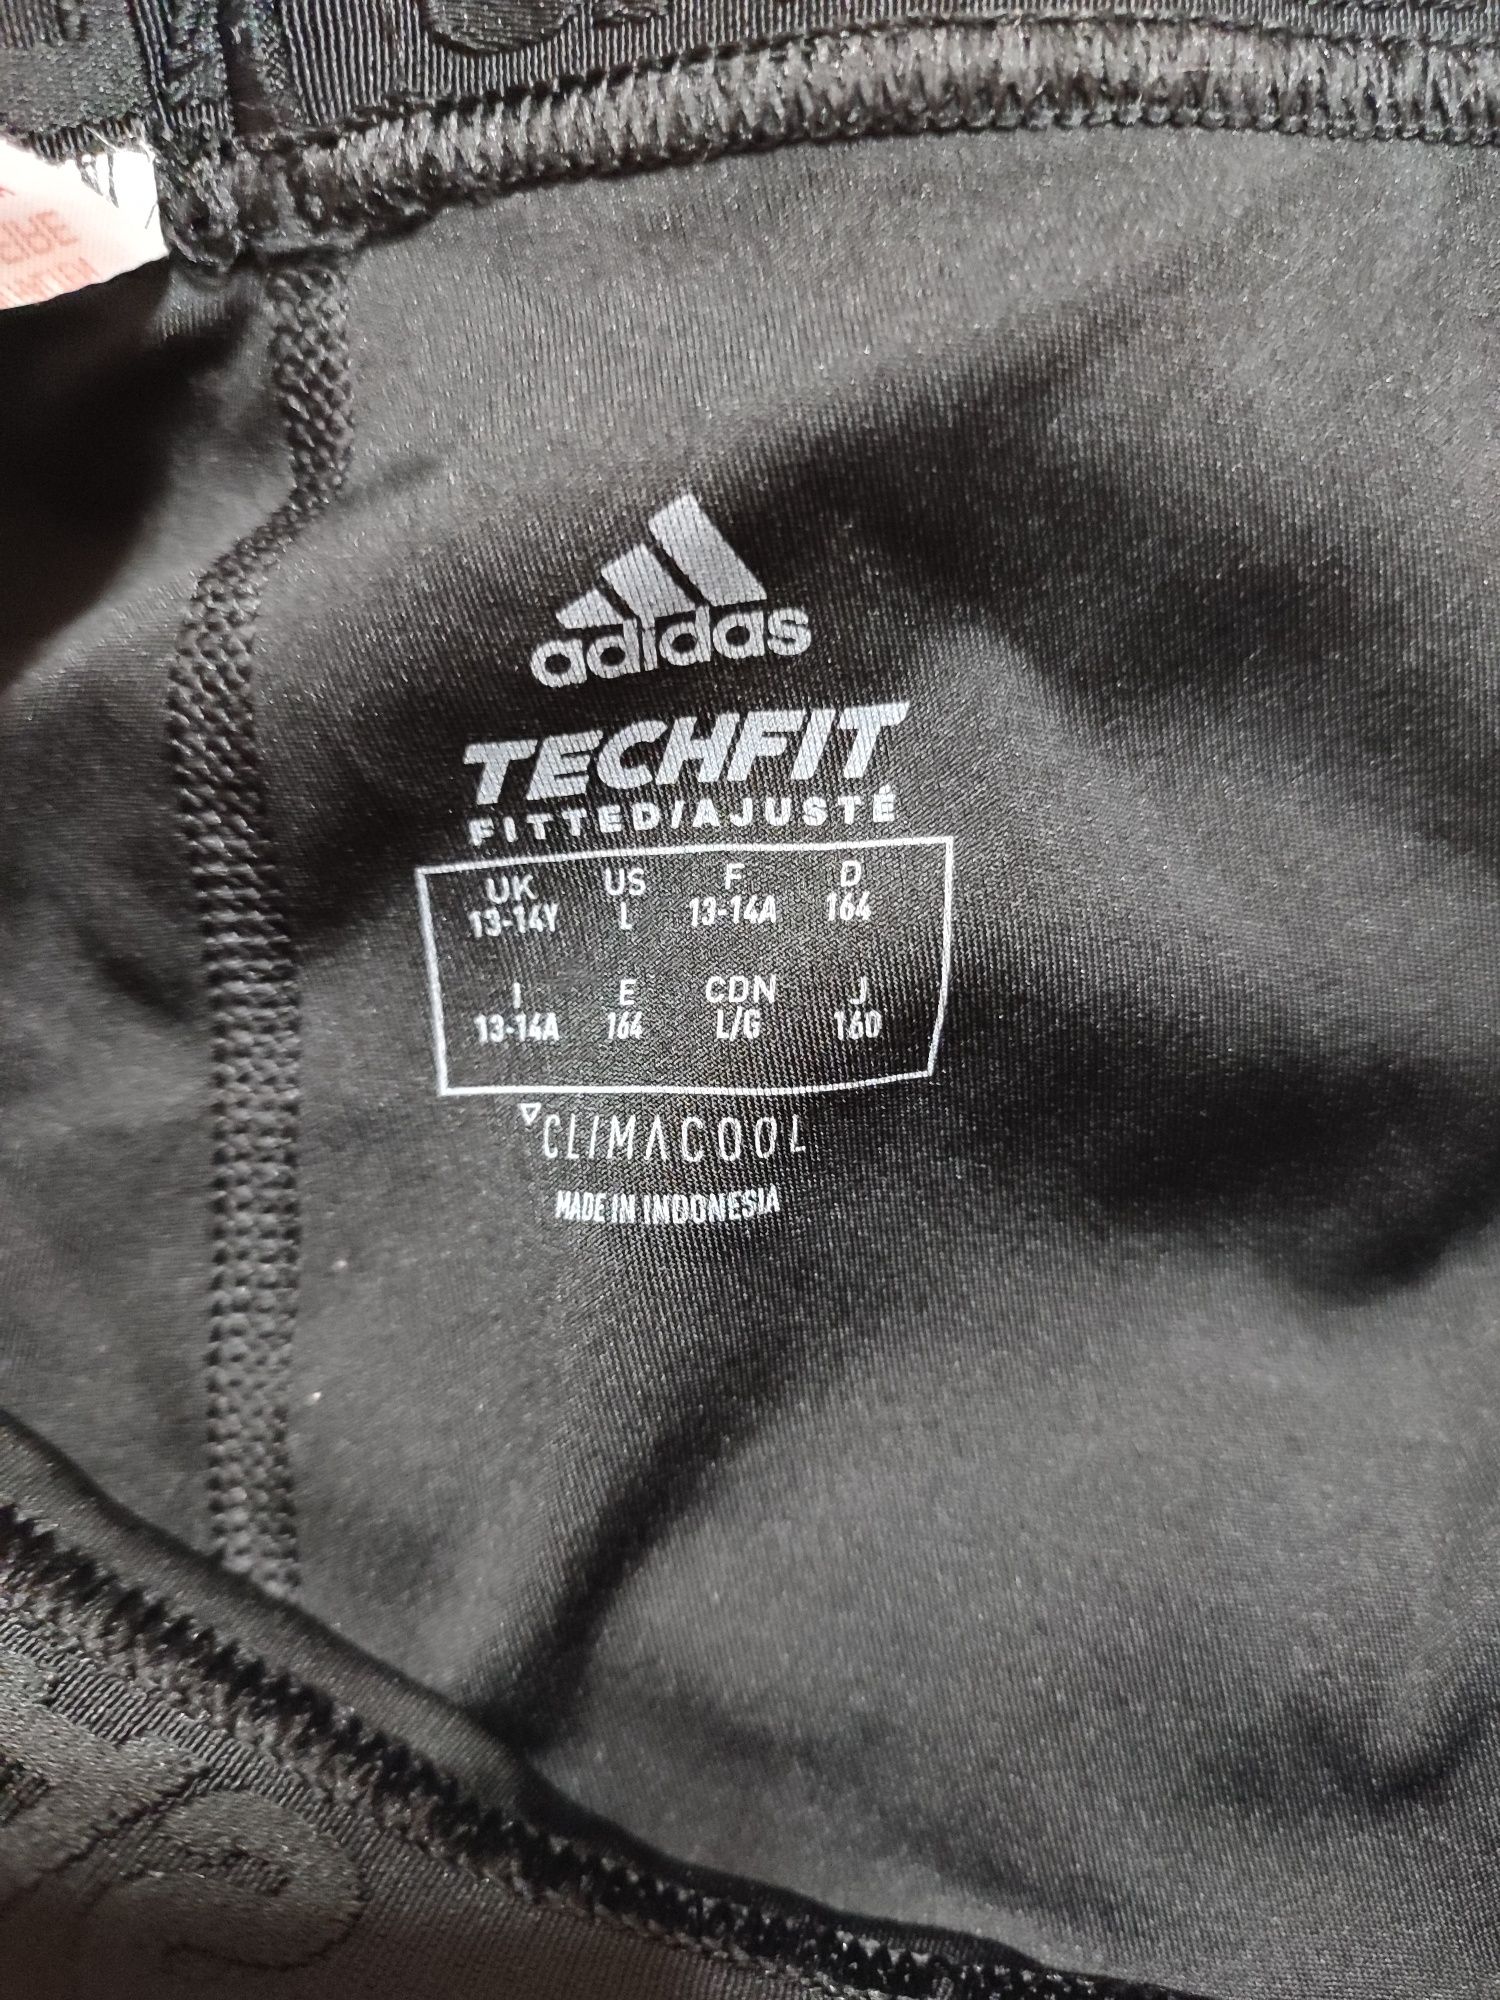 adidas
TECHFIT
FITTED/AJUSTÉ
UK US F D
13-14Y L 13-14A 164
I E CDN J
13-14A 164 L/G 160
CLIMACOOL
MADE IN INDONESIA